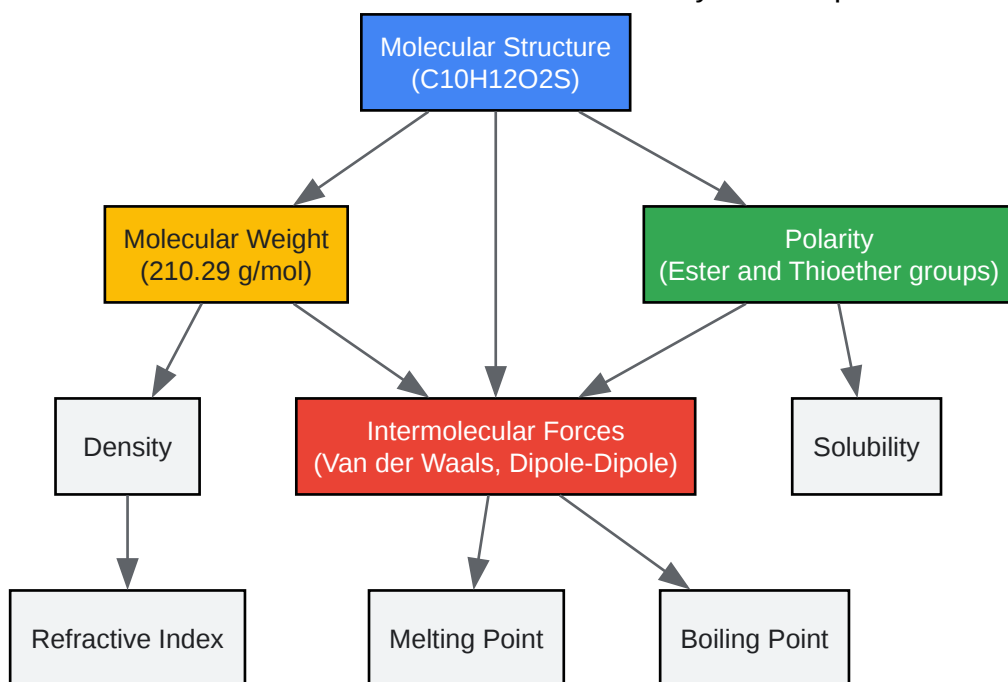 Molecular Structure
(C10H12O2S)
Molecular Weight
(210.29 g/mol)
Polarity
(Ester and Thioether groups)
Density
Intermolecular Forces
(Van der Waals, Dipole-Dipole)
Solubility
Refractive Index
Melting Point
Boiling Point